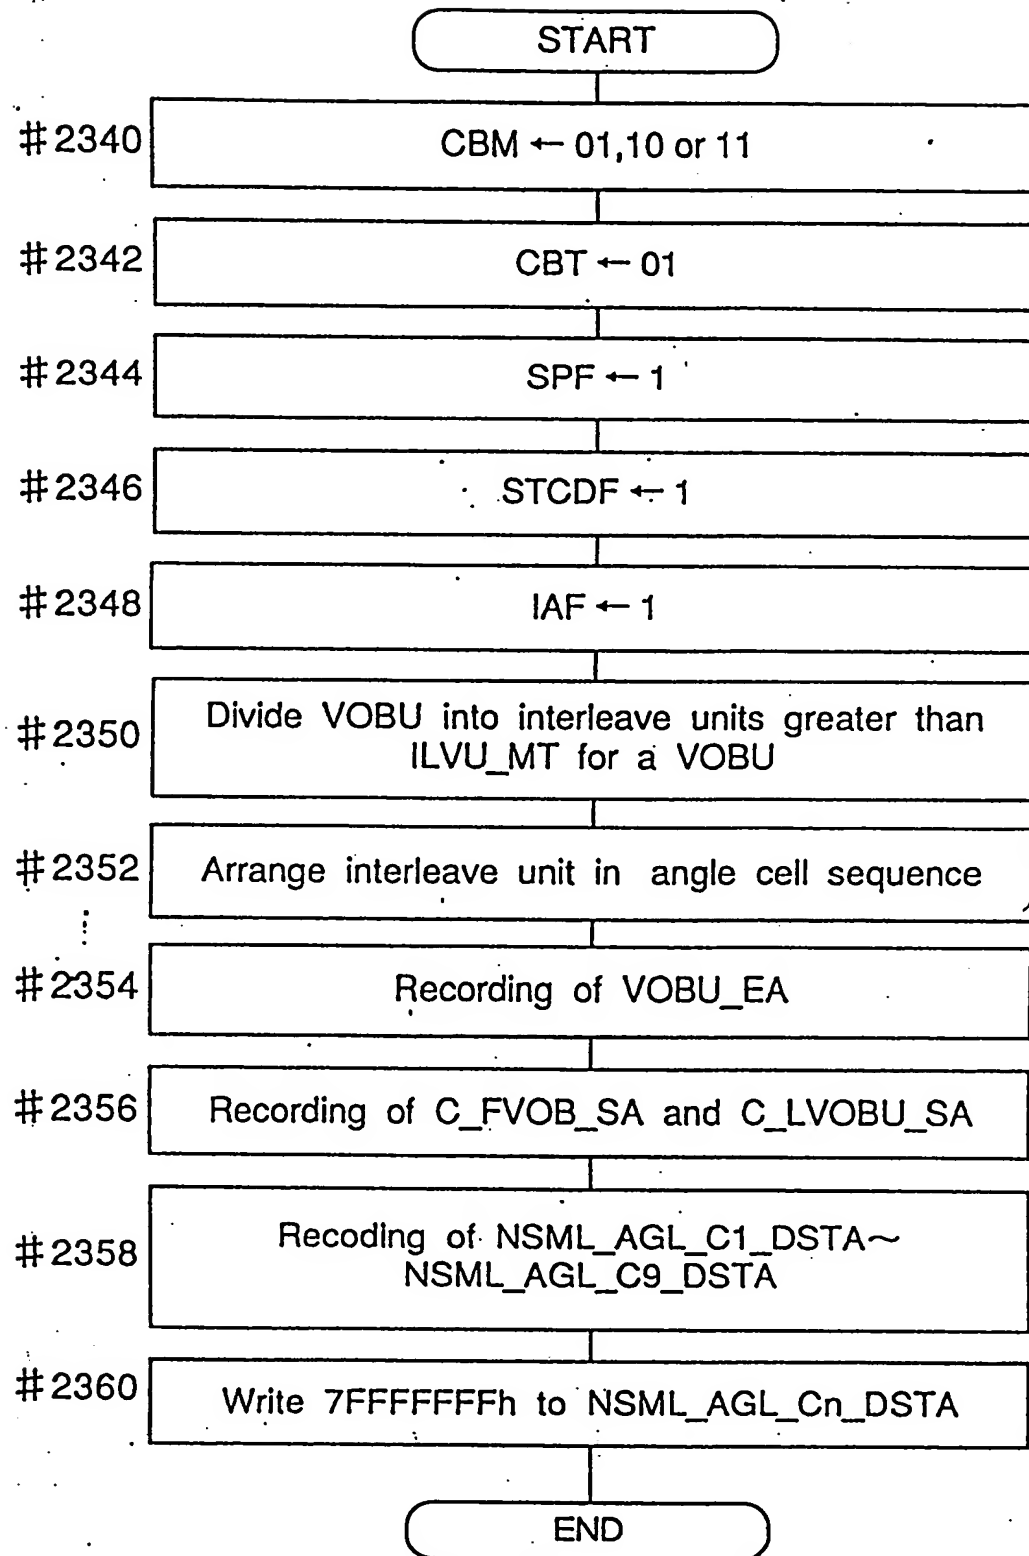 START
#2340
CBM ← 01,10 or 11
#2342
CBT ← 01
#2344
SPF ← 1
#2346
STCDF ← 1
#2348
IAF ← 1
#2350
Divide VOBU into interleave units greater than
ILVU_MT for a VOBU
#2352
Arrange interleave unit in angle cell sequence
#2354
Recording of VOBU_EA
#2356
Recording of C_FVOB_SA and C_LVOBU_SA
#2358
Recoding of NSML_AGL_C1_DSTA~
NSML_AGL_C9_DSTA
#2360
Write 7FFFFFFFh to NSML_AGL_Cn_DSTA
END